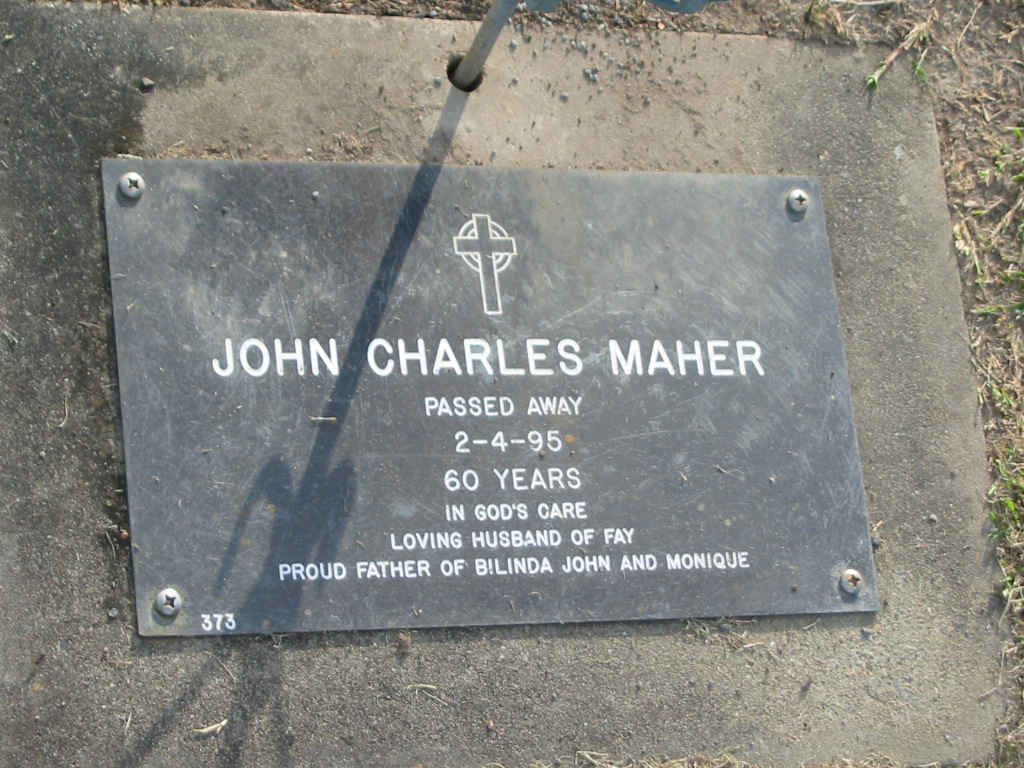 JOHN CHARLES MAHER
PASSED AWAY
2-4-95
60 YEARS
IN GOD'S CARE
LOVING HUSBAND OF FAY
PROUD FATHER OF BILINDA JOHN AND MONIQUE
373